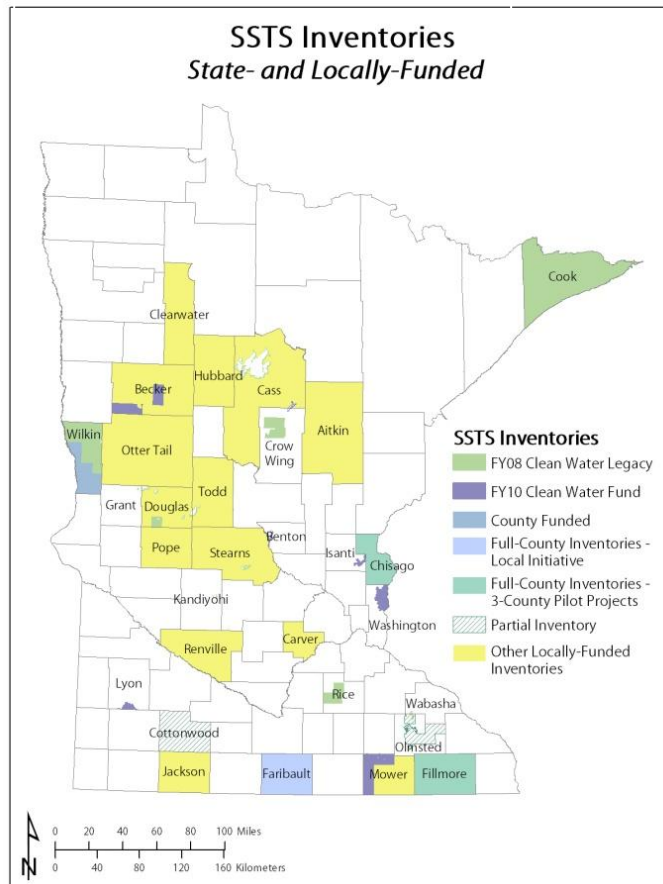 SSTS Inventories
State- and Locally-Funded
Cook
Clearwater
Hubbard
Cass
Becker
Aitkin
Wilkin
Otter Tail
Crow
Wing
Todd
Grant
Douglas
Benton
Pope
Stearns
Isanti
Chisago
Kandiyohi
Washington
Renville
Carver
Lyon
Rice
Wabasha
Cottonwood
Olmsted
Jackson
Faribault
Mower
Fillmore
SSTS Inventories
FY08 Clean Water Legacy
FY10 Clean Water Fund
County Funded
Full-County Inventories -
Local Initiative
Full-County Inventories -
3-County Pilot Projects
Partial Inventory
Other Locally-Funded
Inventories
N
0 20 40 60 80 100 Miles
0 40 80 120 160
Kilometers